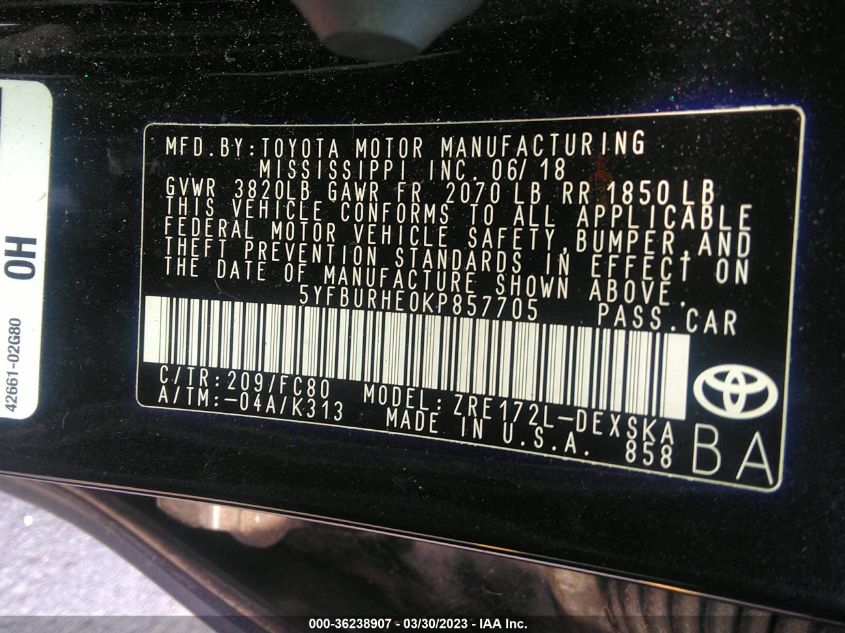 MFD.BY:TOYOTA MOTOR MANUFACTURING
MISSISSIPPI INC. 06/18
GVWR 3820LB GAWR FR 2070 LB RR 1850 LB
THIS VEHICLE CONFORMS TO ALL APPLICABLE
FEDERAL MOTOR VEHICLE SAFETY,BUMPER,AND
THEFT PREVENTION STANDARDS IN EFFECT ON
THE DATE OF MANUFACTURE SHOWN ABOVE.
5YFBURHE0KP857705 PASS.CAR
C/TR:209/FC80 MODEL:ZRE172L-DEXSKA
A/TM:-04A/K313 MADE IN U.S.A. 858
BA
OH
42661-02G80
000-36238907 - 03/30/2023 - IAA Inc.